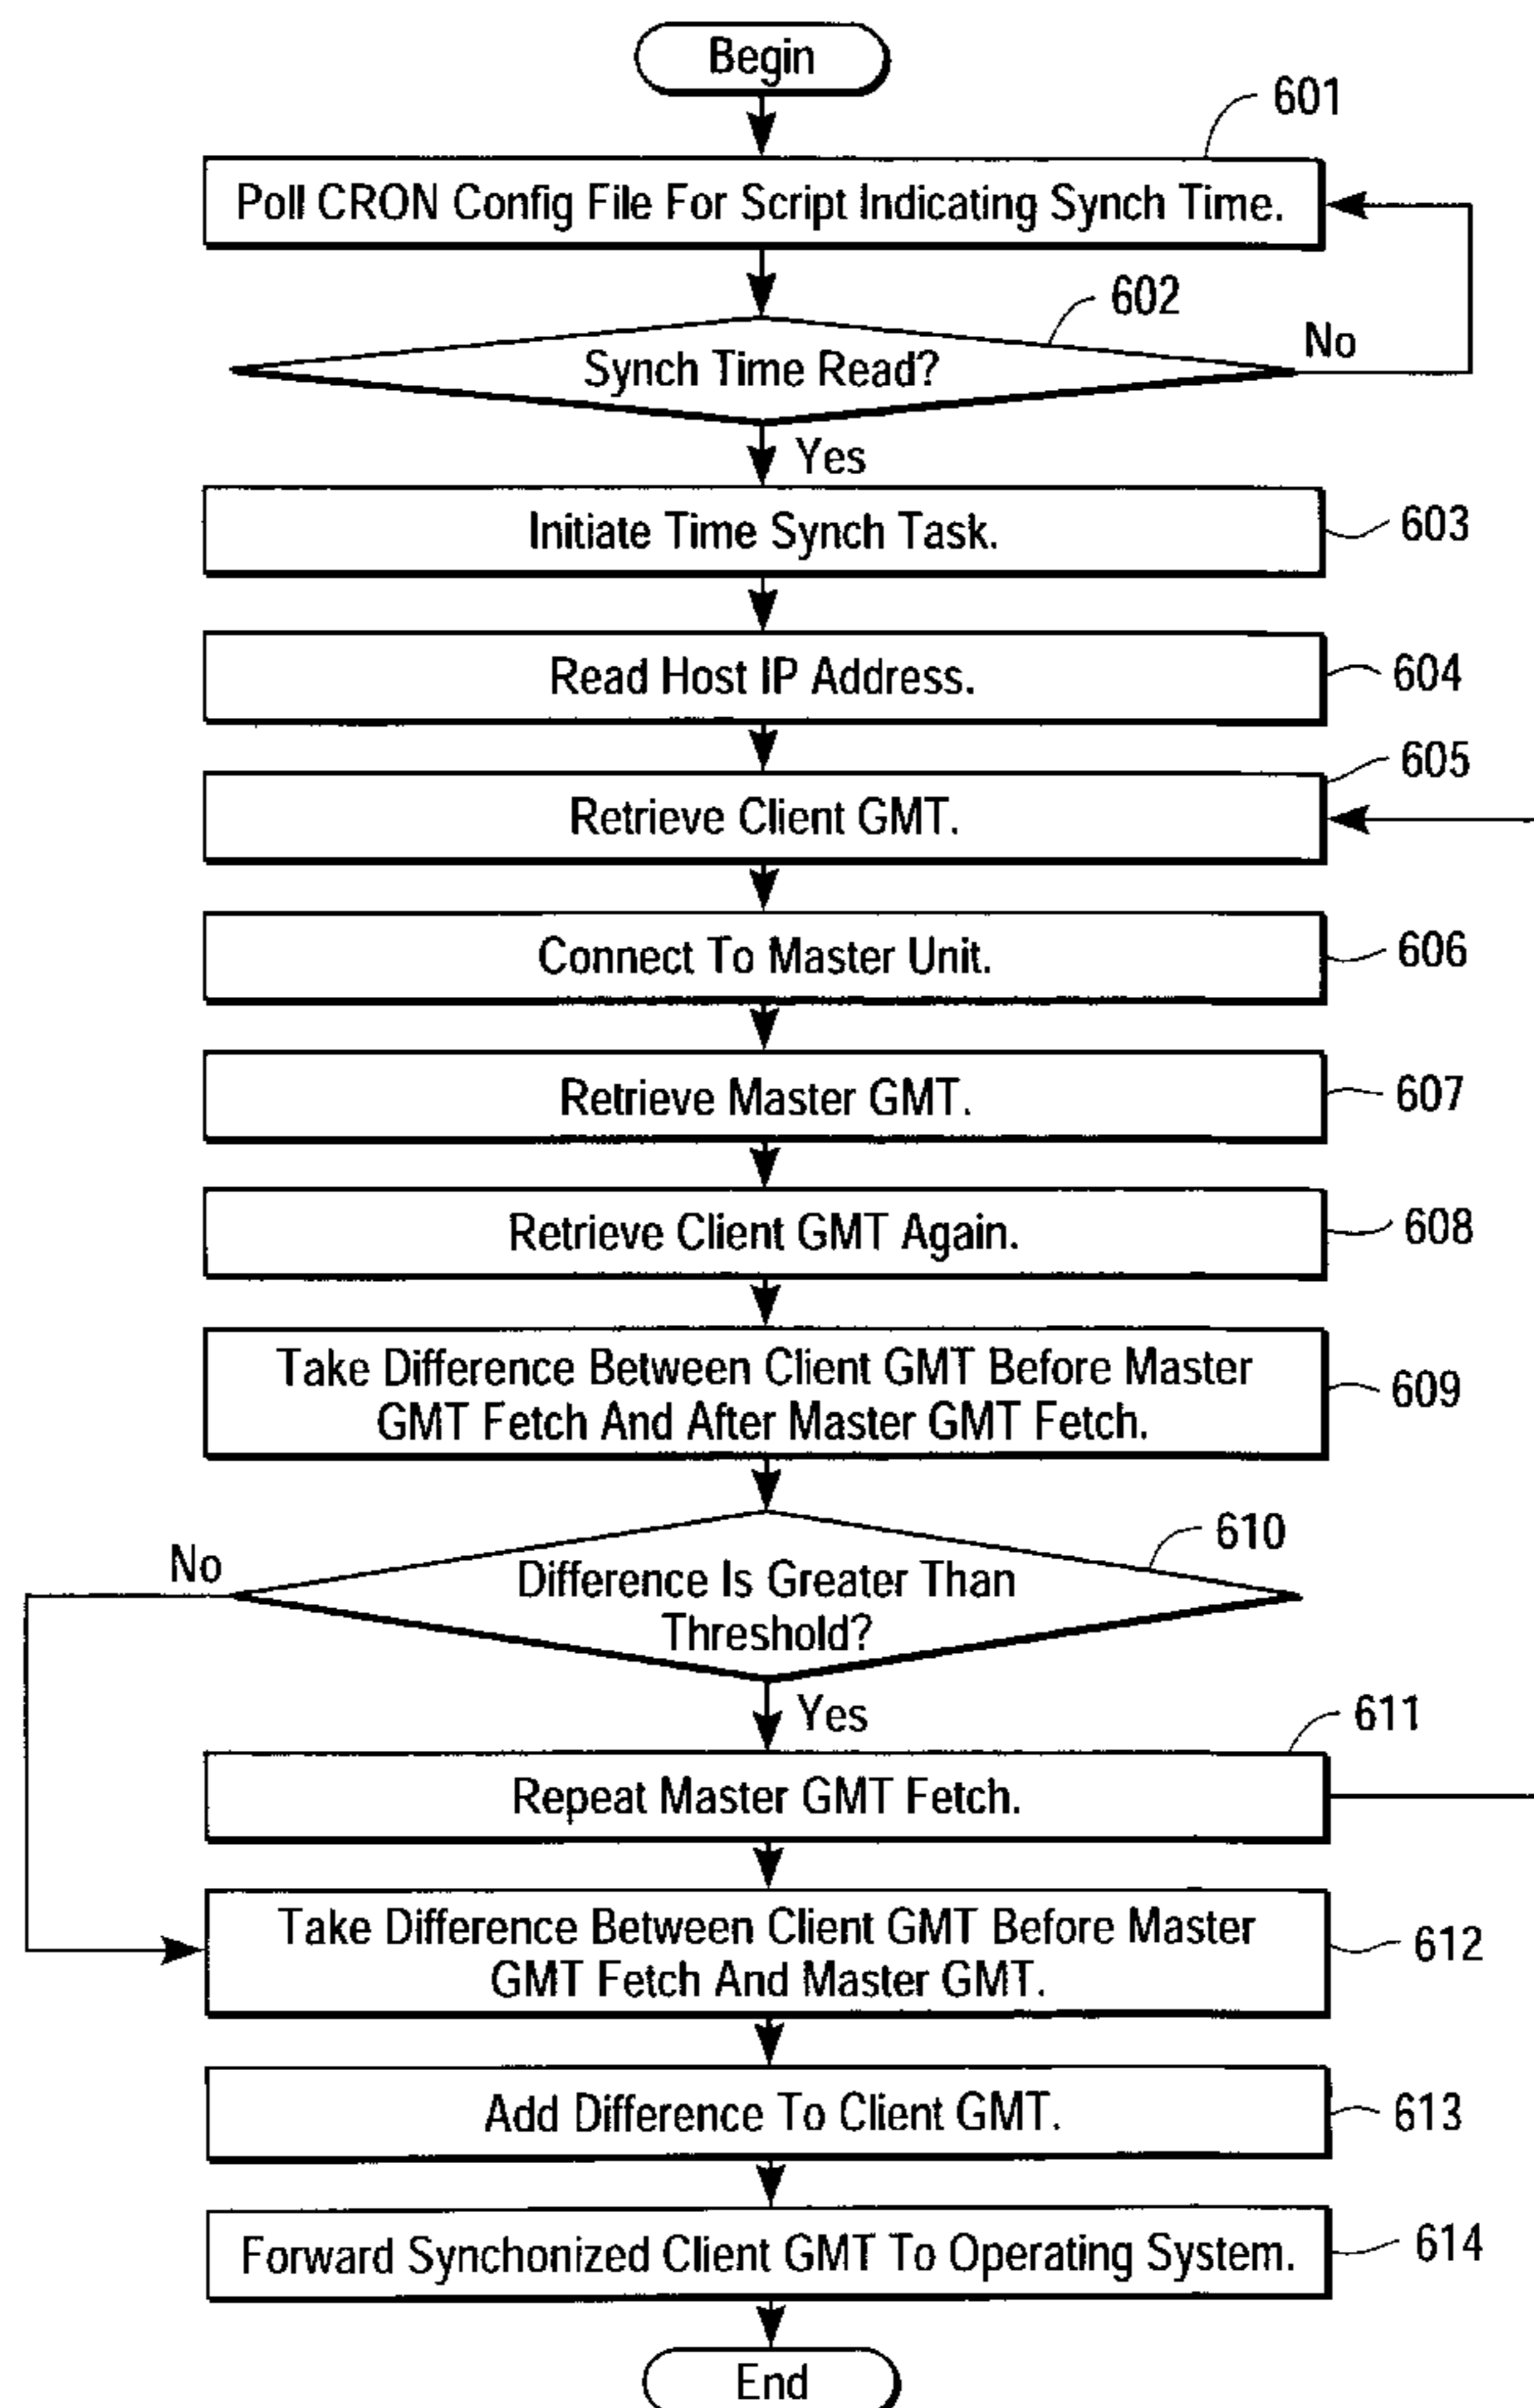 Begin
601
Poll CRON Config File For Script Indicating Synch Time.
602
Synch Time Read?
No
Yes
Initiate Time Synch Task.
603
Read Host IP Address.
604
605
Retrieve Client GMT.
Connect To Master Unit.
606
Retrieve Master GMT.
607
Retrieve Client GMT Again.
608
Take Difference Between Client GMT Before Master
GMT Fetch And After Master GMT Fetch.
609
610
No
Difference Is Greater Than
Threshold?
Yes
611
Repeat Master GMT Fetch.
Take Difference Between Client GMT Before Master
GMT Fetch And Master GMT.
612
Add Difference To Client GMT.
613
Forward Synchonized Client GMT To Operating System.
614
End